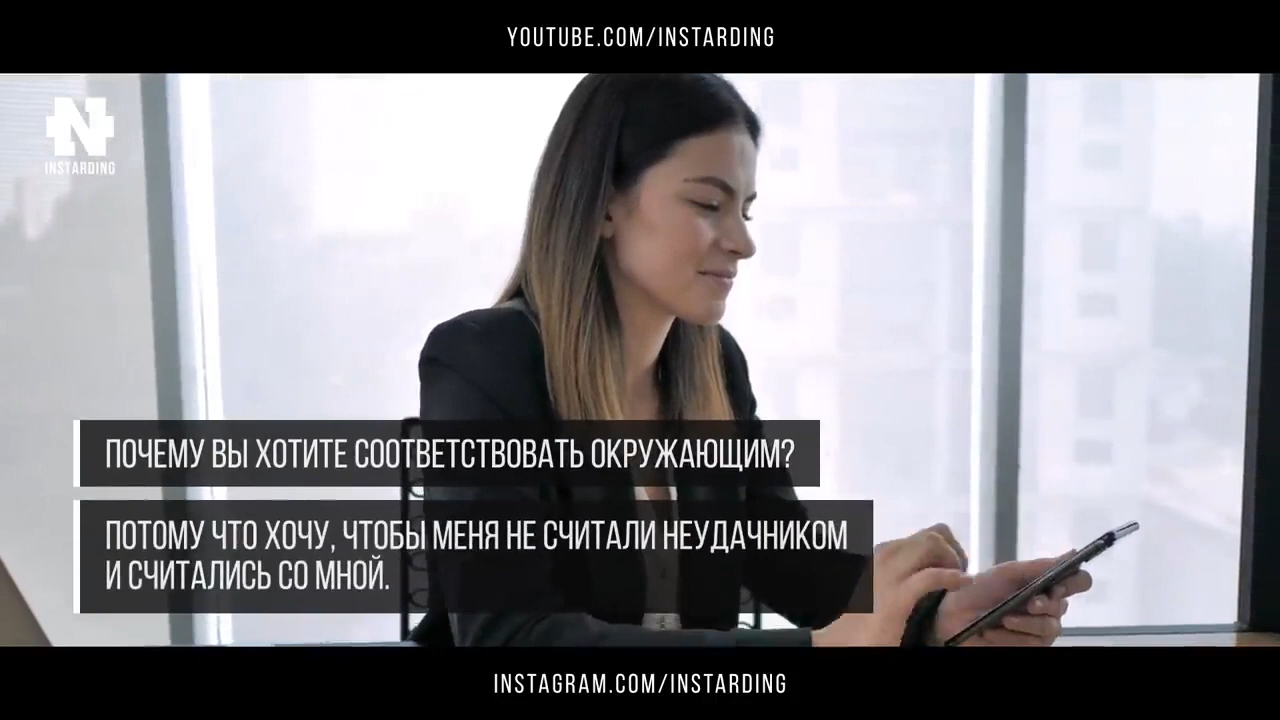 YOUTUBE.COM/INSTARDING
N
INSTARDING
ПОЧЕМУ ВЫ ХОТИТЕ СООТВЕТСТВОВАТЬ ОКРУЖАЮЩИМ?
ПОТОМУ ЧТО ХОЧУ, ЧТОБЫ МЕНЯ НЕ СЧИТАЛИ НЕУДАЧНИКОМ
И СЧИТАЛИСЬ СО МНОЙ.
INSTAGRAM.COM/INSTARDING